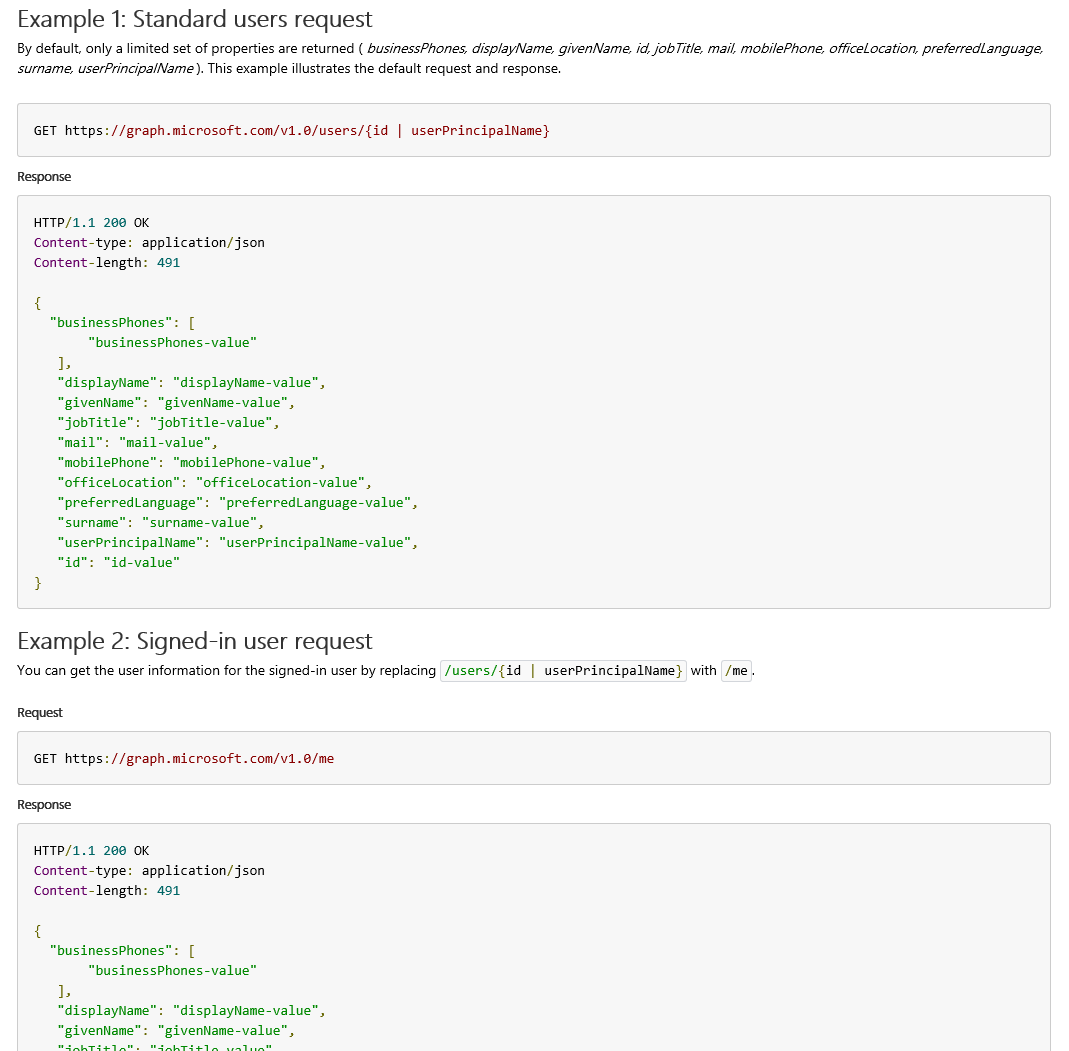 Example 1: Standard users request
By default, only a limited set of properties are returned ( businessPhones, displayName, givenName, id, jobTitle, mail, mobilePhone, officeLocation, preferredLanguage,
surname, userPrincipalName ). This example illustrates the default request and response.
GET https://graph.microsoft.com/v1.0/users/{id | userPrincipalName}
Response
HTTP/1.1 200 OK
Content-type: application/json
Content-length: 491
{
"businessPhones": [
"businessPhones-value"
],
"displayName": "displayName-value",
"givenName": "givenName-value",
"jobTitle": "jobTitle-value",
"mail": "mail-value",
"mobilePhone": "mobilePhone-value",
"officeLocation": "officeLocation-value",
"preferredLanguage": "preferredLanguage-value",
"surname": "surname-value",
"userPrincipalName": "userPrincipalName-value",
"id": "id-value"
}
Example 2: Signed-in user request
You can get the user information for the signed-in user by replacing /users/{id | userPrincipalName} with /me.
Request
GET https://graph.microsoft.com/v1.0/me
Response
HTTP/1.1 200 OK
Content-type: application/json
Content-length: 491
{
"businessPhones": [
"businessPhones-value"
],
"displayName": "displayName-value",
"givenName": "givenName-value",
"jobTitle": "jobTitle-value"